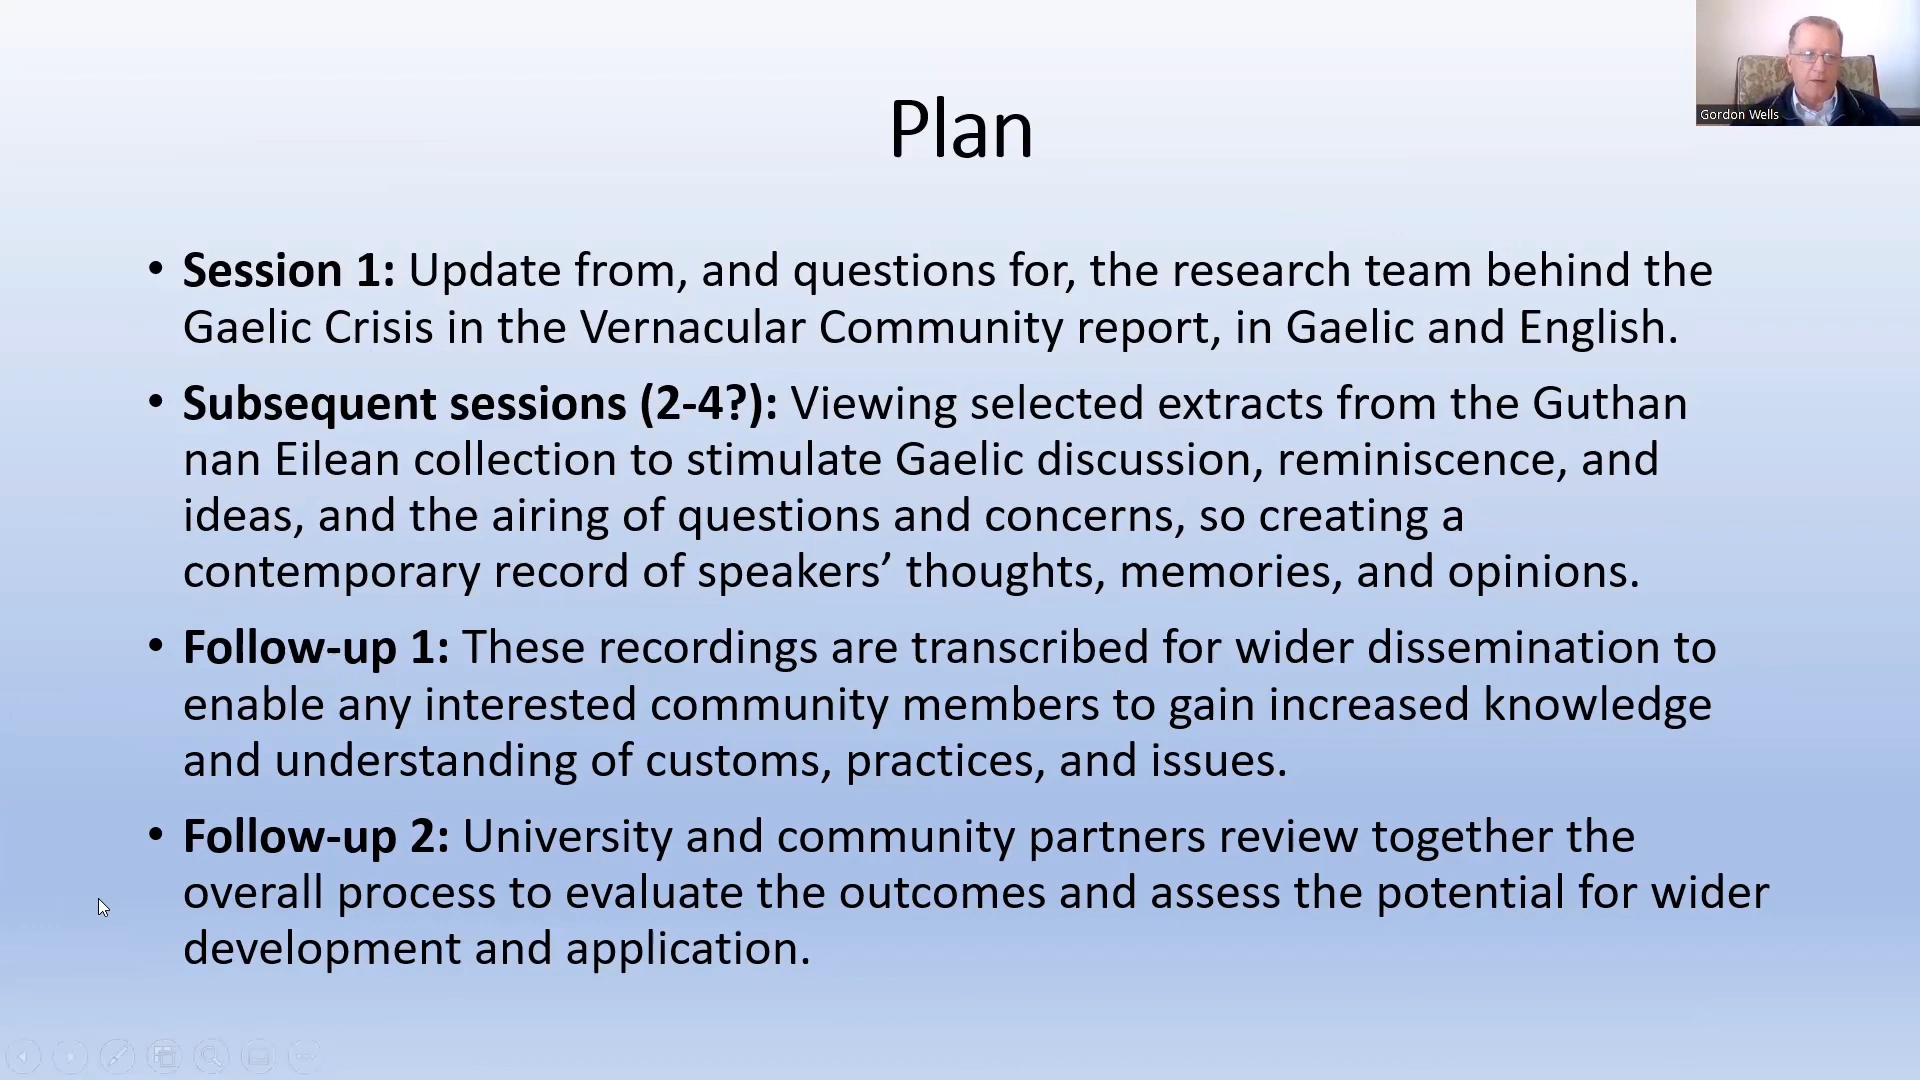 Gordon Wells
Plan
• Session 1: Update from, and questions for, the research team behind the
Gaelic Crisis in the Vernacular Community report, in Gaelic and English.
• Subsequent sessions (2-4?): Viewing selected extracts from the Guthan
nan Eilean collection to stimulate Gaelic discussion, reminiscence, and
ideas, and the airing of questions and concerns, so creating a
contemporary record of speakers’ thoughts, memories, and opinions.
• Follow-up 1: These recordings are transcribed for wider dissemination to
enable any interested community members to gain increased knowledge
and understanding of customs, practices, and issues.
• Follow-up 2: University and community partners review together the
overall process to evaluate the outcomes and assess the potential for wider
development and application.